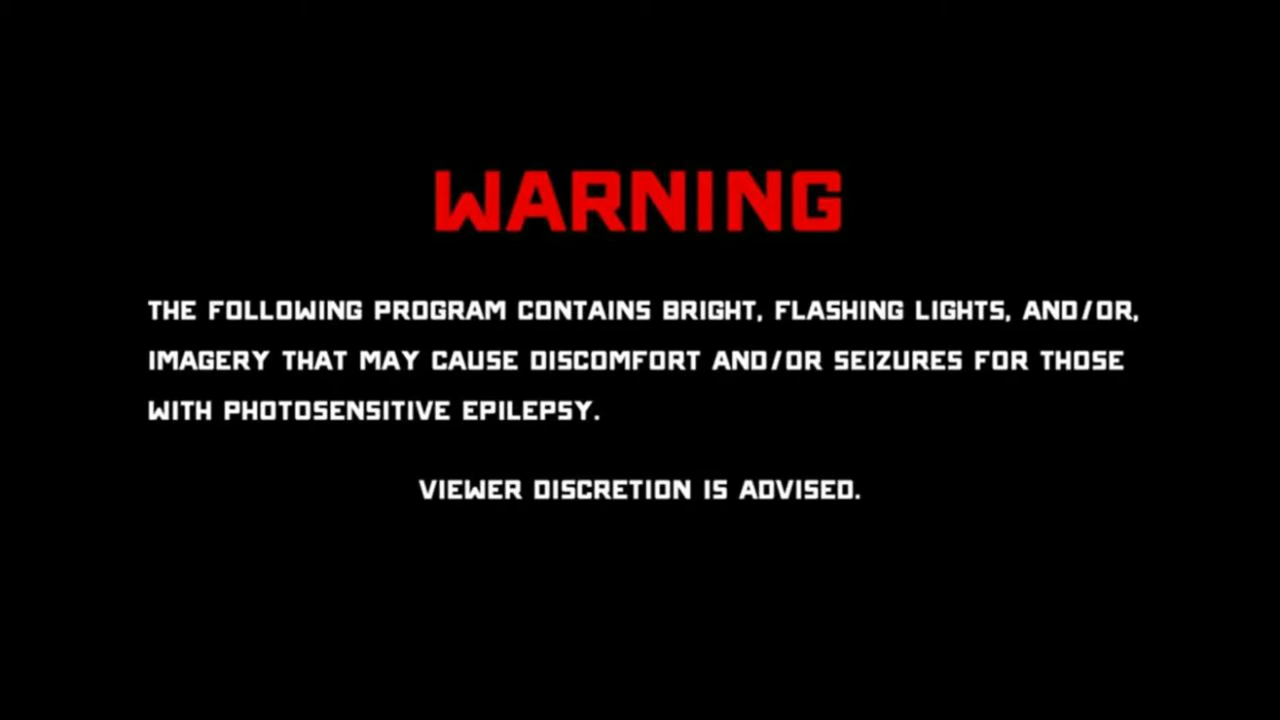 WARNING
THE FOLLOWING PROGRAM CONTAINS BRIGHT, FLASHING LIGHTS, AND/OR,
IMAGERY THAT MAY CAUSE DISCOMFORT AND/OR SEIZURES FOR THOSE
WITH PHOTOSENSITIVE EPILEPSY.
VIEWER DISCRETION IS ADVISED.